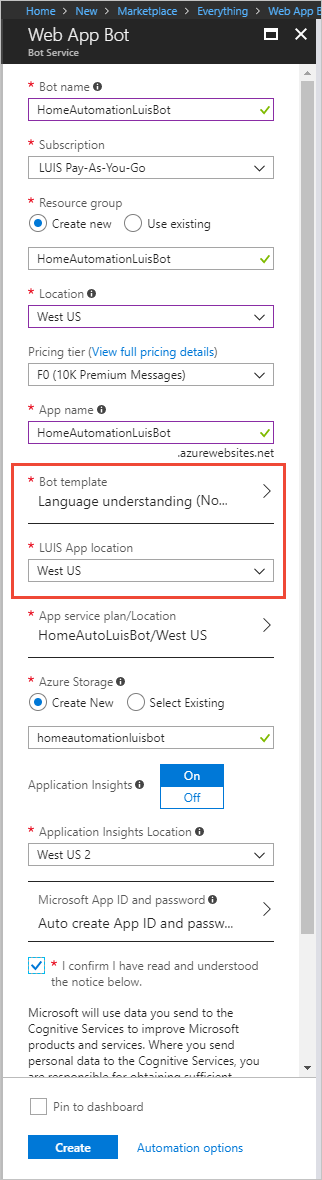 Home > New > Marketplace > Everything > Web App B
Web App Bot
Bot Service
* Bot name
HomeAutomationLuisBot
* Subscription
LUIS Pay-As-You-Go
* Resource group
Create new Use existing
HomeAutomationLuisBot
* Location
West US
Pricing tier (View full pricing details)
F0 (10K Premium Messages)
* App name
HomeAutomationLuisBot
.azurewebsites.net
* Bot template
Language understanding (No...
* LUIS App location
West US
* App service plan/Location
HomeAutoLuisBot/West US
* Azure Storage
Create New Select Existing
homeautomationluisbot
Application Insights On
Off
* Application Insights Location
West US 2
Microsoft App ID and password
Auto create App ID and passw...
* I confirm I have read and understood
the notice below.
Microsoft will use data you send to the
Cognitive Services to improve Microsoft
products and services. Where you send
personal data to the Cognitive Services, you
are responsible for obtaining sufficient
Pin to dashboard
Create Automation options